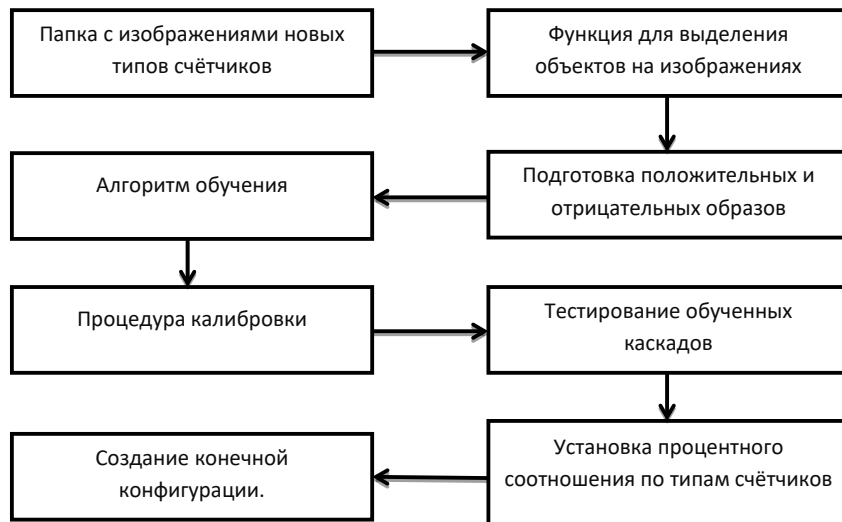 Папка с изображениями новых
типов счётчиков
Функция для выделения
объектов на изображениях
Подготовка положительных и
отрицательных образов
Алгоритм обучения
Процедура калибровки
Тестирование обученных
каскадов
Установка процентного
соотношения по типам счётчиков
Создание конечной
конфигурации.